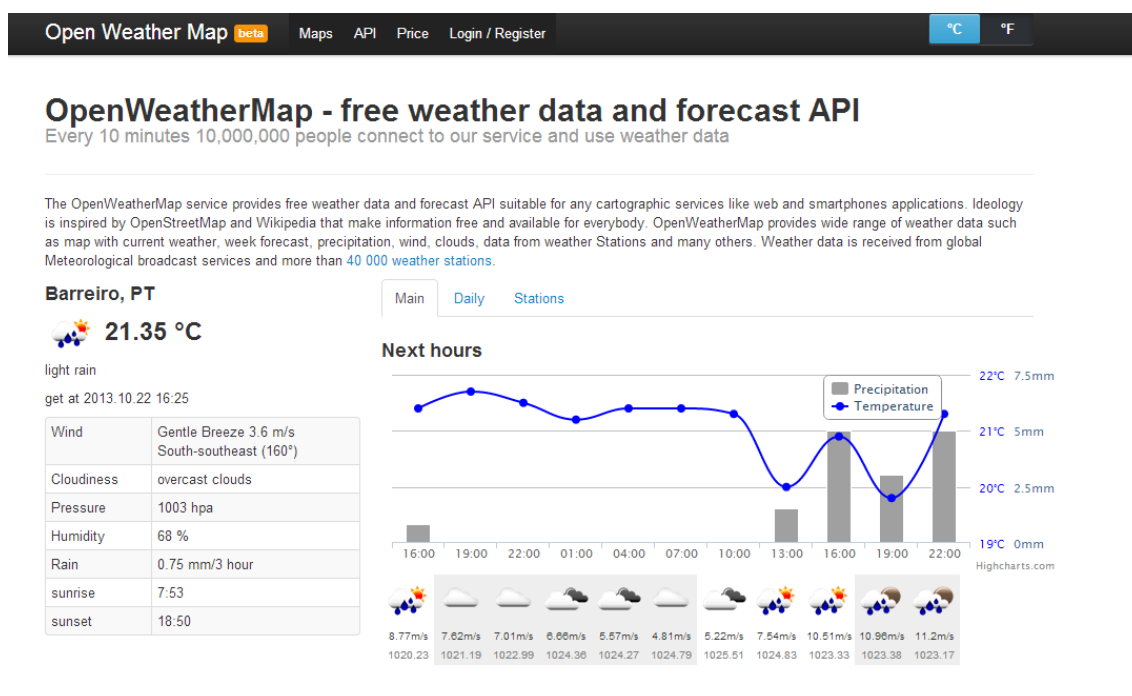 Open Weather Map beta Maps API Price Login / Register °C °F
OpenWeatherMap - free weather data and forecast API
Every 10 minutes 10,000,000 people connect to our service and use weather data
The OpenWeatherMap service provides free weather data and forecast API suitable for any cartographic services like web and smartphones applications. Ideology
is inspired by OpenStreetMap and Wikipedia that make information free and available for everybody. OpenWeatherMap provides wide range of weather data such
as map with current weather, week forecast, precipitation, wind, clouds, data from weather Stations and many others. Weather data is received from global
Meteorological broadcast services and more than 40 000 weather stations.
Barreiro, PT
21.35 °C
light rain
get at 2013.10.22 16:25
Wind Gentle Breeze 3.6 m/s
South-southeast (160°)
Cloudiness overcast clouds
Pressure 1003 hpa
Humidity 68 %
Rain 0.75 mm/3 hour
sunrise 7:53
sunset 18:50
Main Daily Stations
Next hours
22°C 7.5mm
Precipitation
Temperature
21°C 5mm
20°C 2.5mm
19°C 0mm
16:00 19:00 22:00 01:00 04:00 07:00 10:00 13:00 16:00 19:00 22:00
Highcharts.com
8.77m/s 7.62m/s 7.01m/s 6.66m/s 5.57m/s 4.81m/s 5.22m/s 7.54m/s 10.51m/s 10.96m/s 11.2m/s
1020.23 1021.19 1022.99 1024.36 1024.27 1024.79 1025.51 1024.83 1023.33 1023.38 1023.17